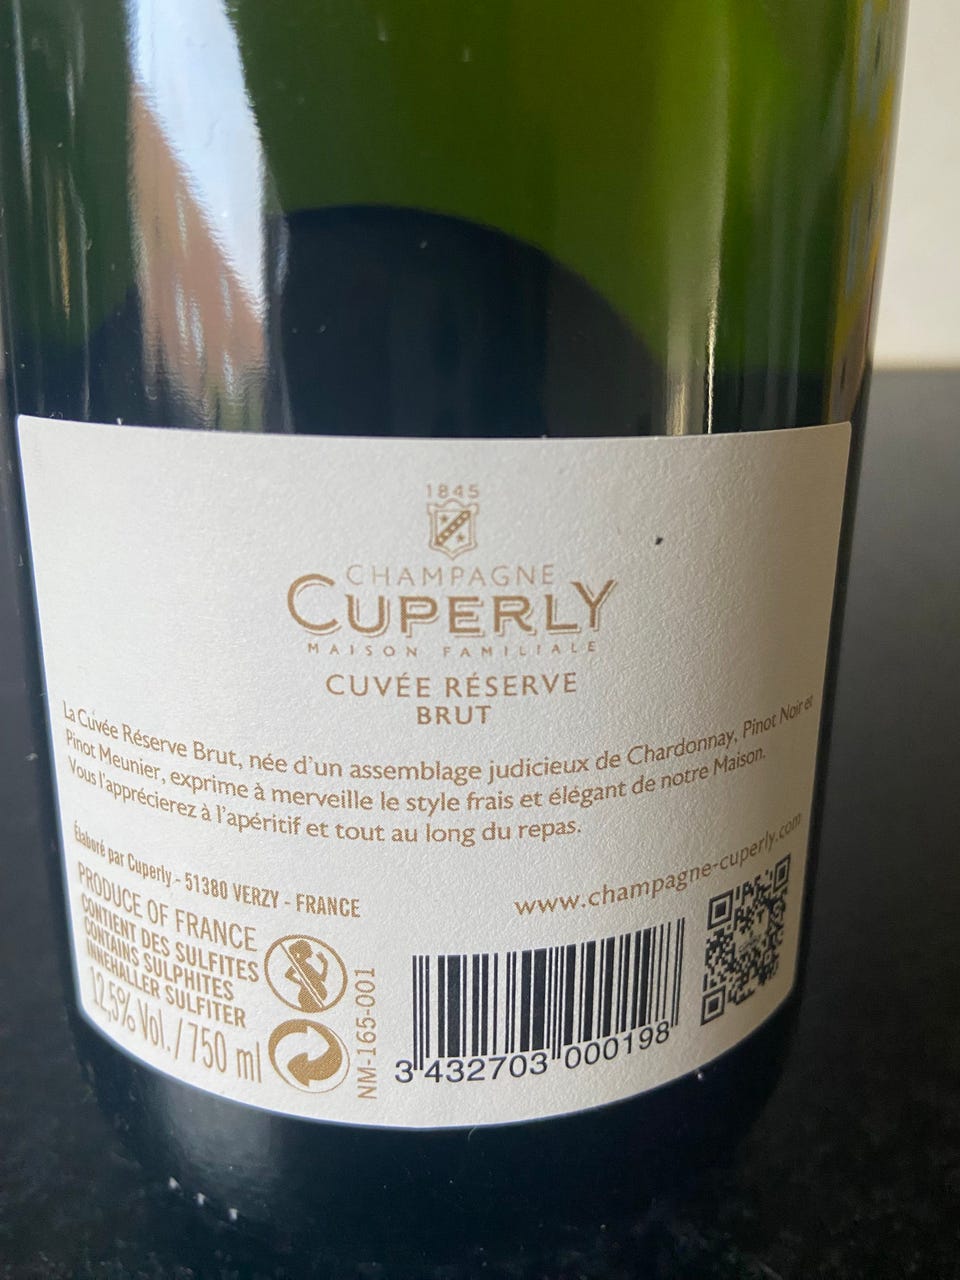 1845
CHAMPAGNE
CUPERLY
MAISON FAMILIALE
CUVÉE RÉSERVE
BRUT
La Cuvée Réserve Brut, née d'un assemblage judicieux de Chardonnay, Pinot Noir et
Pinot Meunier, exprime à merveille le style frais et élégant de notre Maison.
Vous l'apprécierez à l'apéritif et tout au long du repas.
Élaboré par Cuperly - 51380 VERZY - FRANCE
www.champagne-cuperly.com
PRODUCE OF FRANCE
CONTIENT DES SULFITES
CONTAINS SULPHITES
INNEHALLER SULFITER
12,5% Vol. / 750 ml
NM-165-001
3 432703 000198